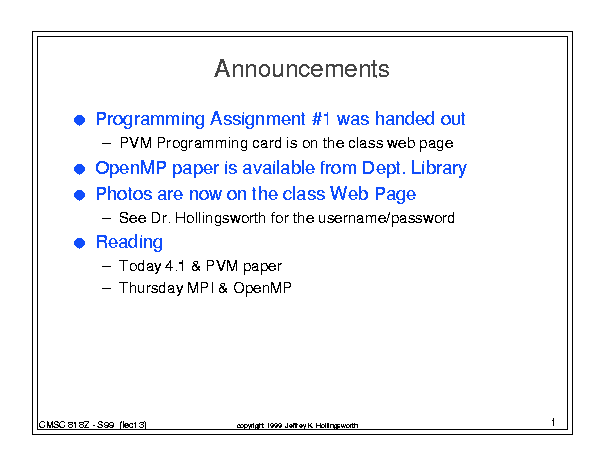 Announcements
● Programming Assignment #1 was handed out
– PVM Programming card is on the class web page
● OpenMP paper is available from Dept. Library
● Photos are now on the class Web Page
– See Dr. Hollingsworth for the username/password
● Reading
– Today 4.1 & PVM paper
– Thursday MPI & OpenMP
CMSC 818Z - S99 (lect 3)
copyright 1999 Jeffrey K. Hollingsworth
1